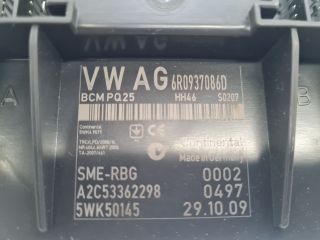 VW AG 6R0937086D
BCM PQ25 HH46 S0207
A
B
Continental
Made in Germany
SME-RBG 0002
A2C53362298 0497
5WK50145 29.10.09